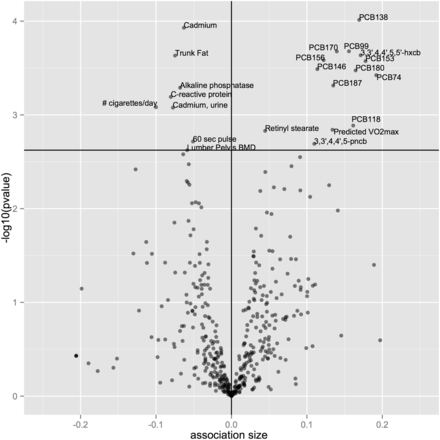 PCB138
Cadmium
PCB170
PCB99
Trunk Fat
PCB156
3,3',4,4',5,5'-hxcb
PCB153
PCB146
PCB180
PCB74
Alkaline phosphatase
PCB187
C-reactive protein
# cigarettes/day
Cadmium, urine
PCB118
Retinyl stearate
Predicted VO2max
60 sec pulse
3,3',4,4',5-pncb
Lumber Pelvis BMD
4
3
2
1
0
-log10(pvalue)
-0.2
-0.1
0.0
0.1
0.2
association size